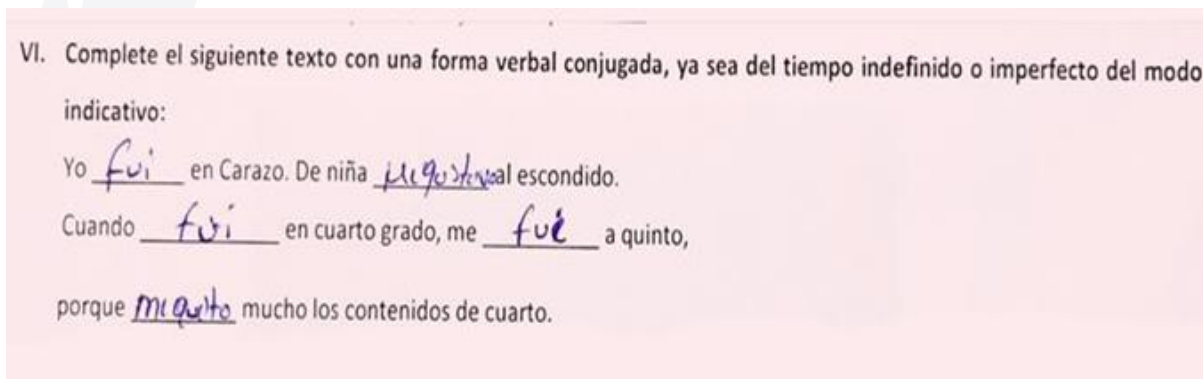 VI. Complete el siguiente texto con una forma verbal conjugada, ya sea del tiempo indefinido o imperfecto del modo
indicativo:
Yo fui en Carazo. De niña Me gustaba al escondido.
Cuando fui en cuarto grado, me fué a quinto,
porque me gusto mucho los contenidos de cuarto.